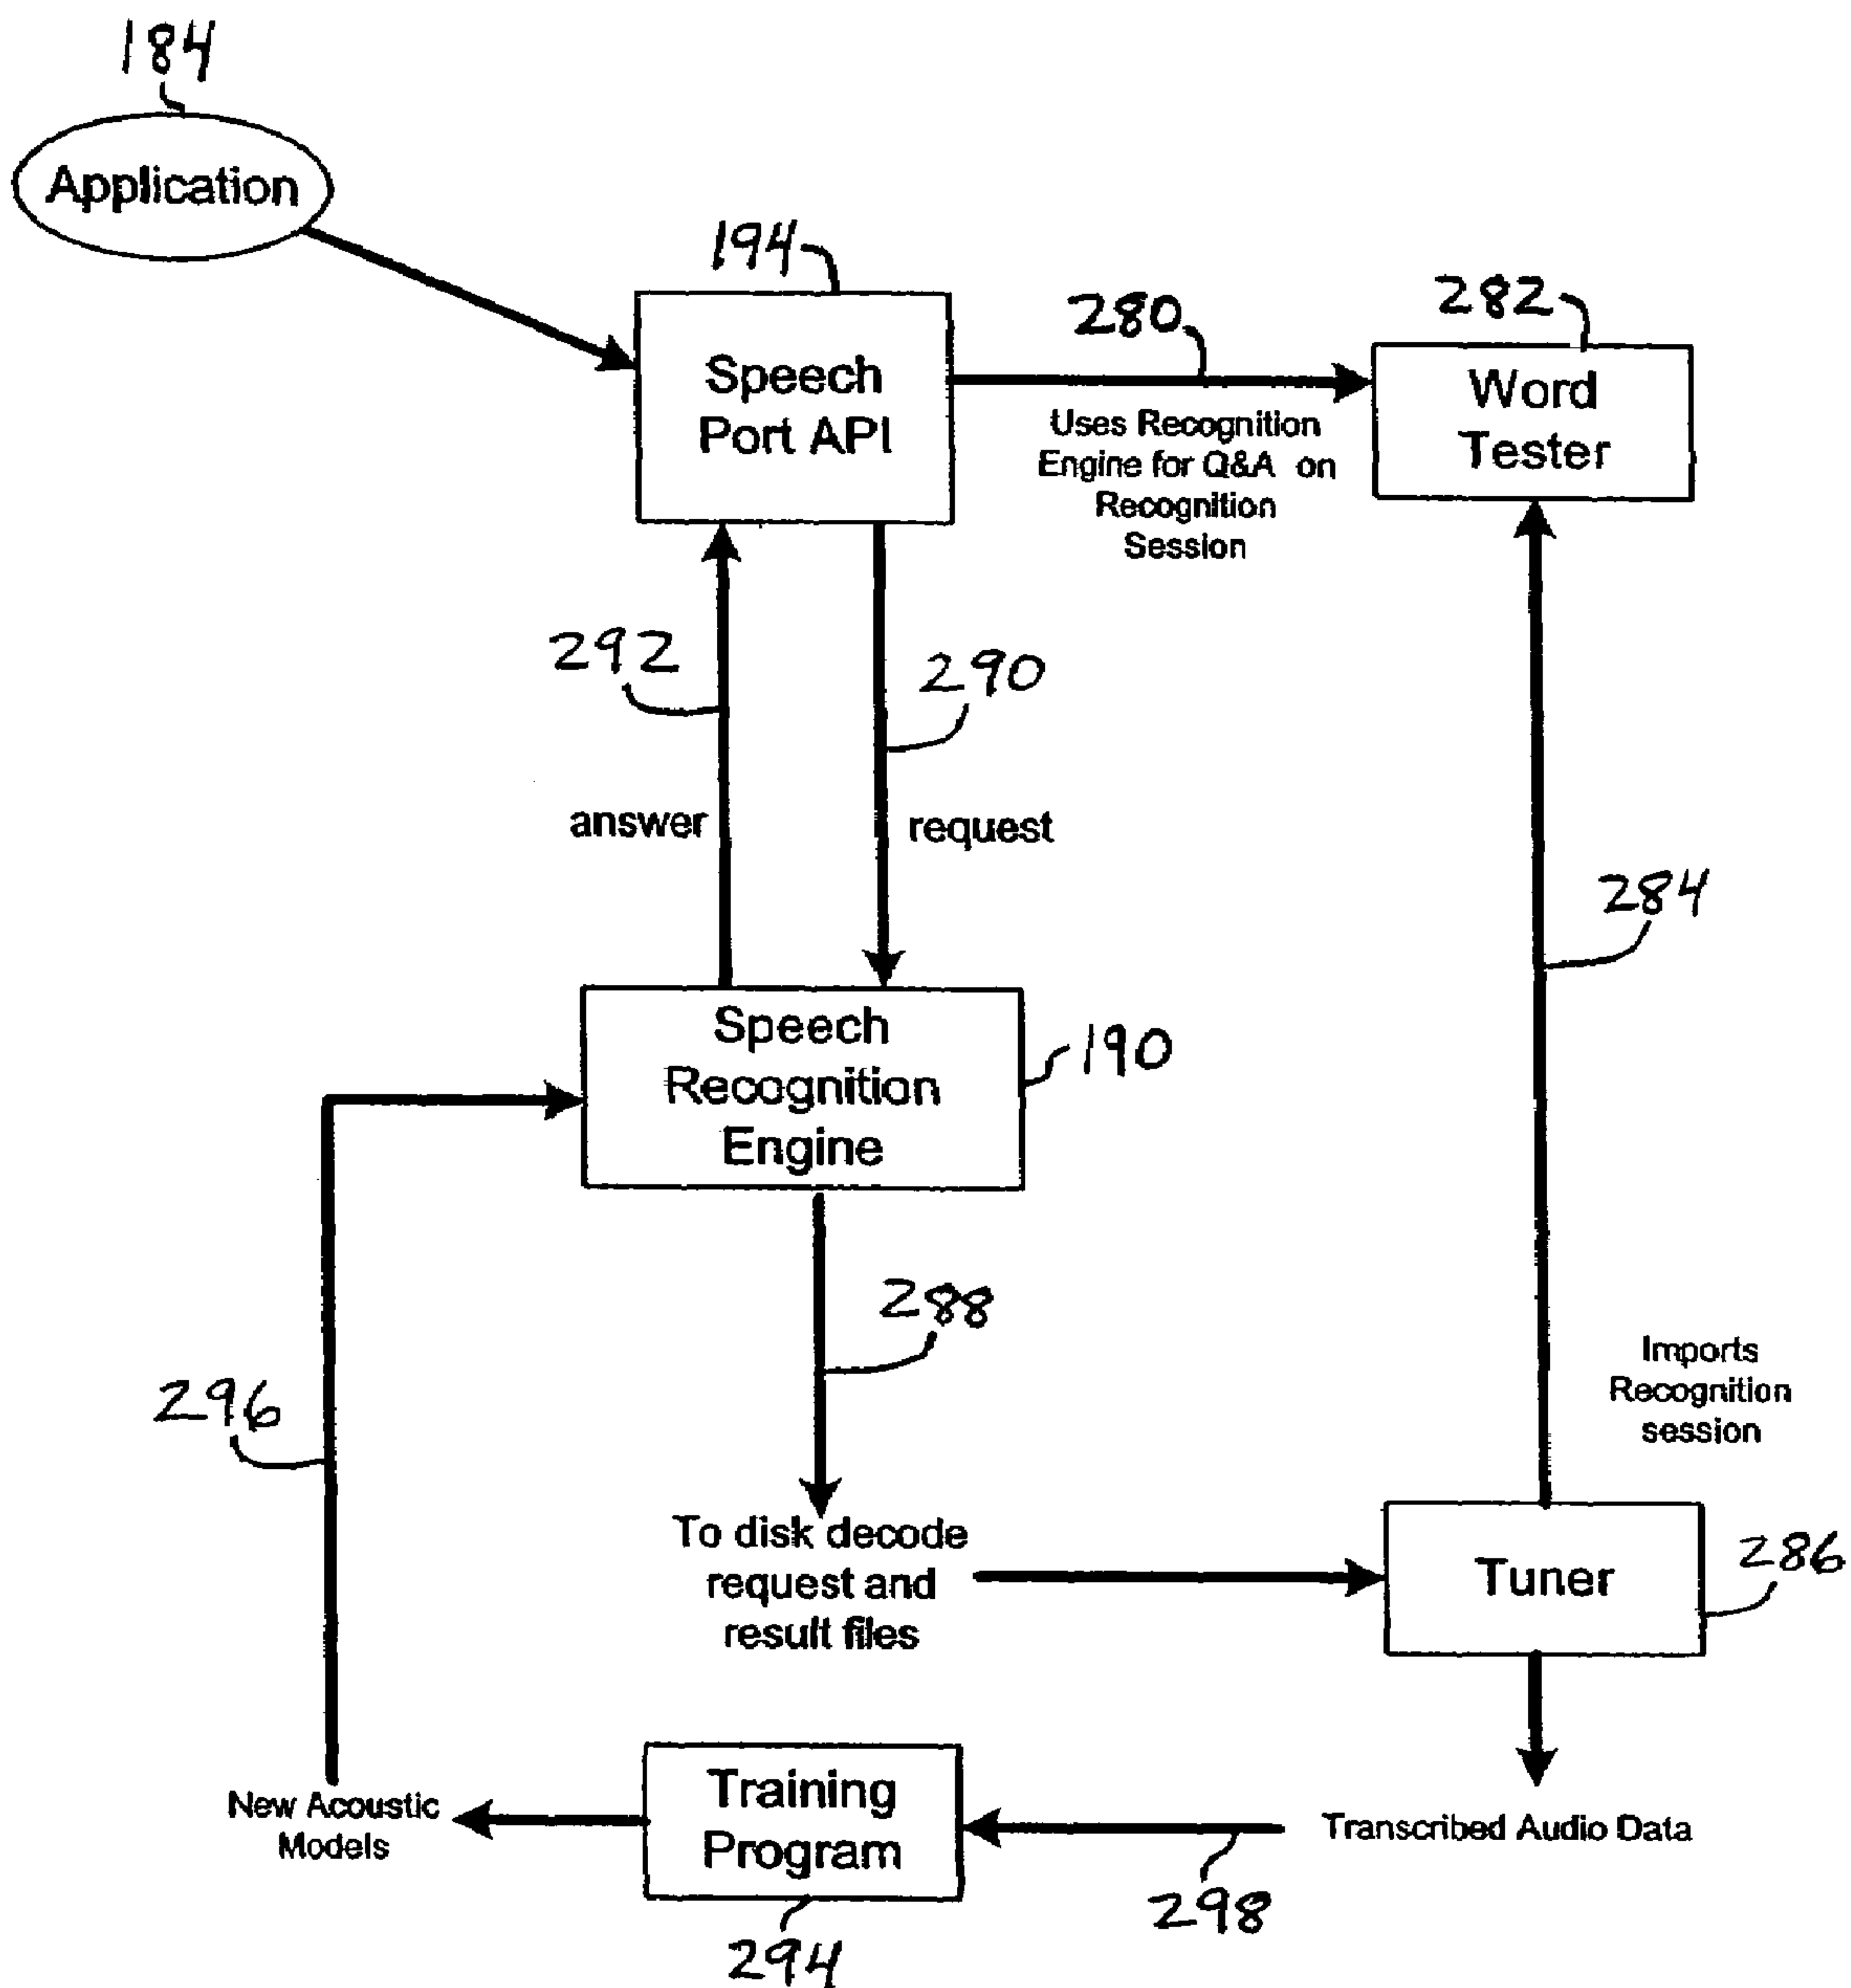 184
Application
194
Speech
Port API
280
Uses Recognition
Engine for Q&A on
Recognition
Session
282
Word
Tester
292
290
answer
request
284
Speech
Recognition
Engine
190
288
296
Imports
Recognition
session
To disk decode
request and
result files
Tuner
286
New Acoustic
Models
Training
Program
294
298
Transcribed Audio Data